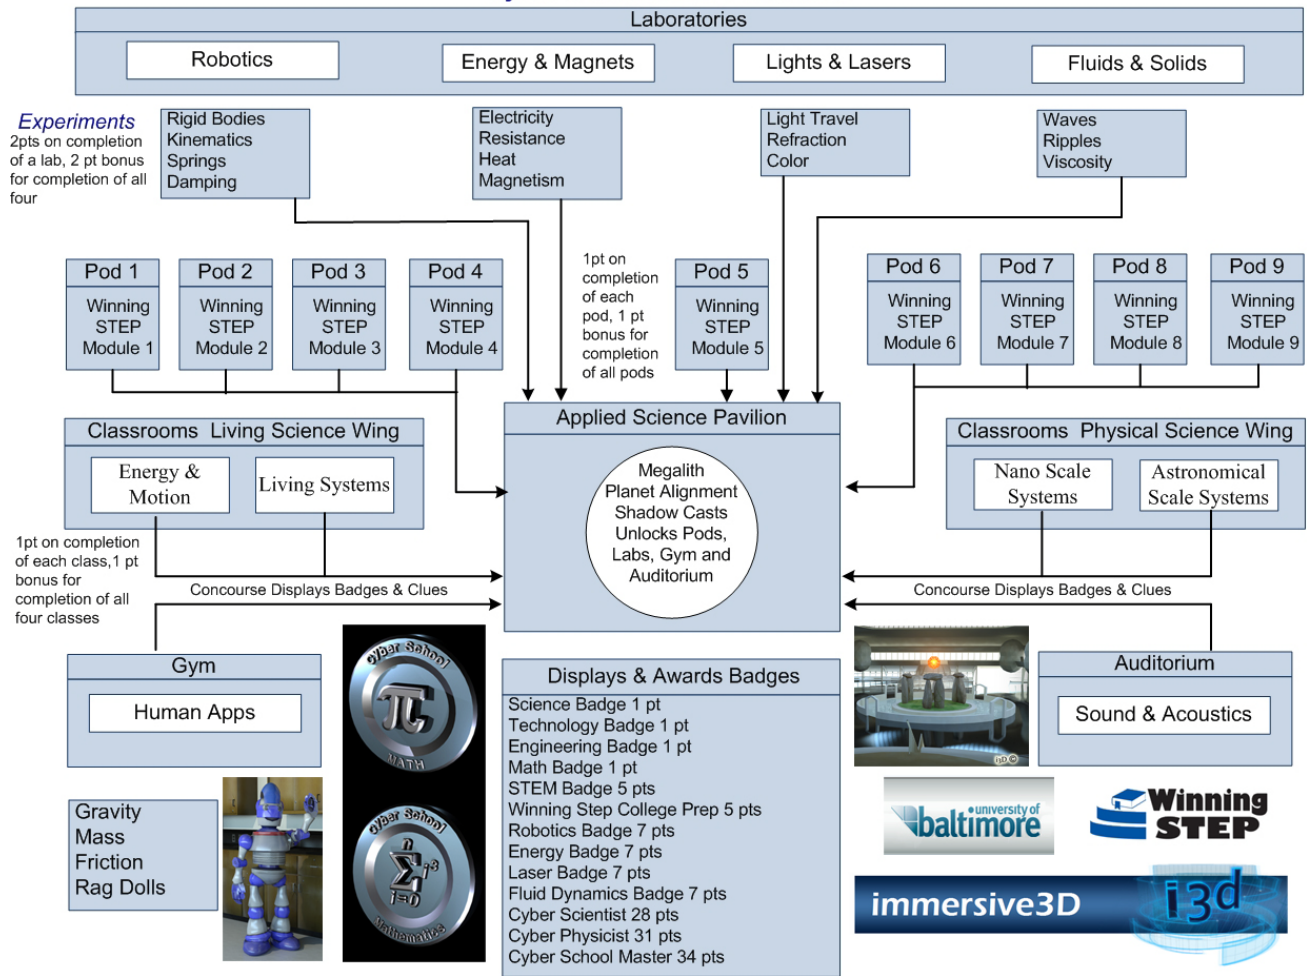 Laboratories
Robotics
Energy & Magnets
Lights & Lasers
Fluids & Solids
Experiments
2pts on completion
of a lab, 2 pt bonus
for completion of all
four
Rigid Bodies
Kinematics
Springs
Damping
Electricity
Resistance
Heat
Magnetism
Light Travel
Refraction
Color
Waves
Ripples
Viscosity
Pod 1
Winning
STEP
Module 1
Pod 2
Winning
STEP
Module 2
Pod 3
Winning
STEP
Module 3
Pod 4
Winning
STEP
Module 4
1pt on
completion
of each
pod, 1 pt
bonus for
completion
of all pods
Pod 5
Winning
STEP
Module 5
Pod 6
Winning
STEP
Module 6
Pod 7
Winning
STEP
Module 7
Pod 8
Winning
STEP
Module 8
Pod 9
Winning
STEP
Module 9
Classrooms Living Science Wing
Energy &
Motion
Living Systems
Applied Science Pavilion
Megalith
Planet Alignment
Shadow Casts
Unlocks Pods,
Labs, Gym and
Auditorium
Classrooms Physical Science Wing
Nano Scale
Systems
Astronomical
Scale Systems
1pt on completion
of each class,1 pt
bonus for
completion of all
four classes
Concourse Displays Badges & Clues
Concourse Displays Badges & Clues
Gym
Human Apps
Gravity
Mass
Friction
Rag Dolls
Cyber School
π
MATH
Cyber School
n
Σ i³
i=0
Mathematics
Displays & Awards Badges
Science Badge 1 pt
Technology Badge 1 pt
Engineering Badge 1 pt
Math Badge 1 pt
STEM Badge 5 pts
Winning Step College Prep 5 pts
Robotics Badge 7 pts
Energy Badge 7 pts
Laser Badge 7 pts
Fluid Dynamics Badge 7 pts
Cyber Scientist 28 pts
Cyber Physicist 31 pts
Cyber School Master 34 pts
i3D ©
Auditorium
Sound & Acoustics
university of
baltimore
Winning
STEP
immersive3D
i3d